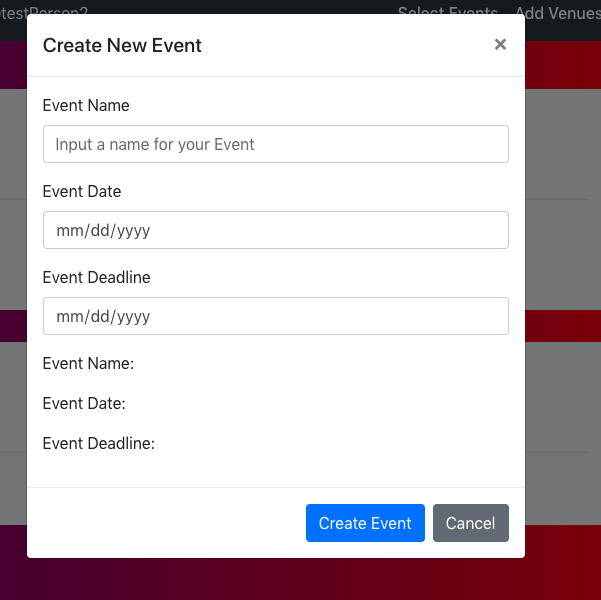 testPerson2 Select Events Add Venues
Create New Event ×
Event Name
Input a name for your Event
Event Date
mm/dd/yyyy
Event Deadline
mm/dd/yyyy
Event Name:
Event Date:
Event Deadline:
Create Event Cancel